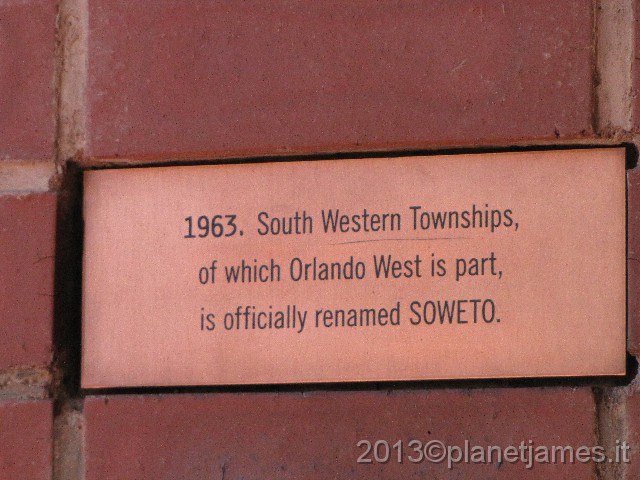 1963. South Western Townships,
of which Orlando West is part,
is officially renamed SOWETO.
2013©planetjames.it